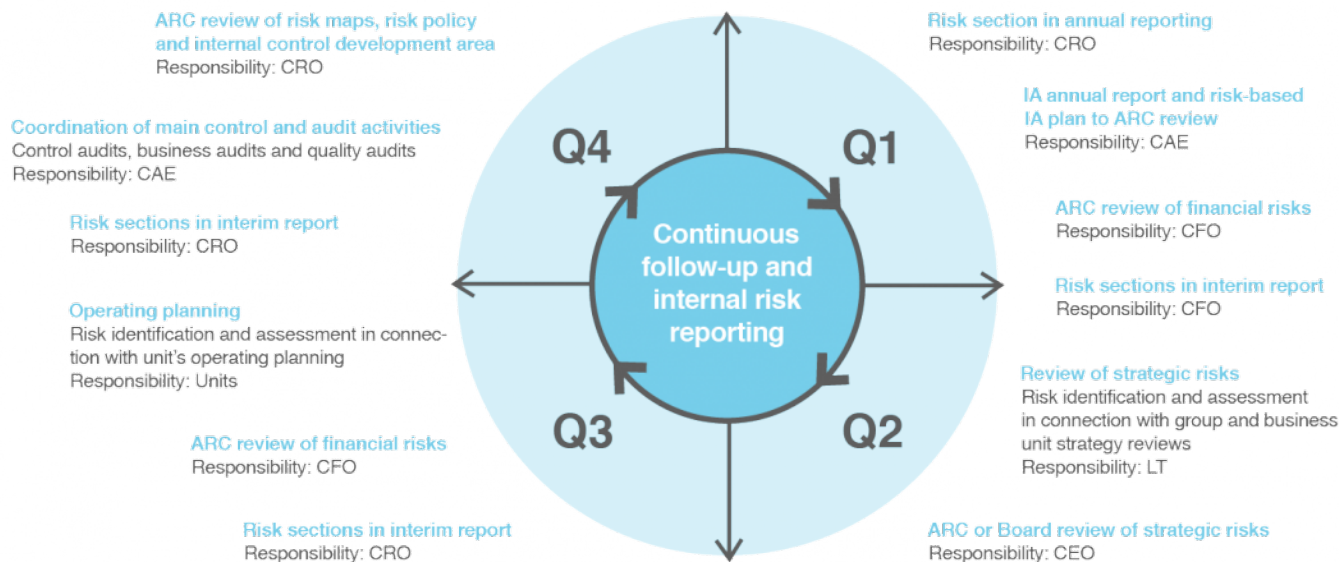 ARC review of risk maps, risk policy
and internal control development area
Responsibility: CRO
Coordination of main control and audit activities
Control audits, business audits and quality audits
Responsibility: CAE
Risk sections in interim report
Responsibility: CRO
Operating planning
Risk identification and assessment in connec-
tion with unit's operating planning
Responsibility: Units
ARC review of financial risks
Responsibility: CFO
Risk sections in interim report
Responsibility: CRO
Q4
Q1
Continuous
follow-up and
internal risk
reporting
Q3
Q2
Risk section in annual reporting
Responsibility: CRO
IA annual report and risk-based
IA plan to ARC review
Responsibility: CAE
ARC review of financial risks
Responsibility: CFO
Risk sections in interim report
Responsibility: CFO
Review of strategic risks
Risk identification and assessment
in connection with group and business
unit strategy reviews
Responsibility: LT
ARC or Board review of strategic risks
Responsibility: CEO